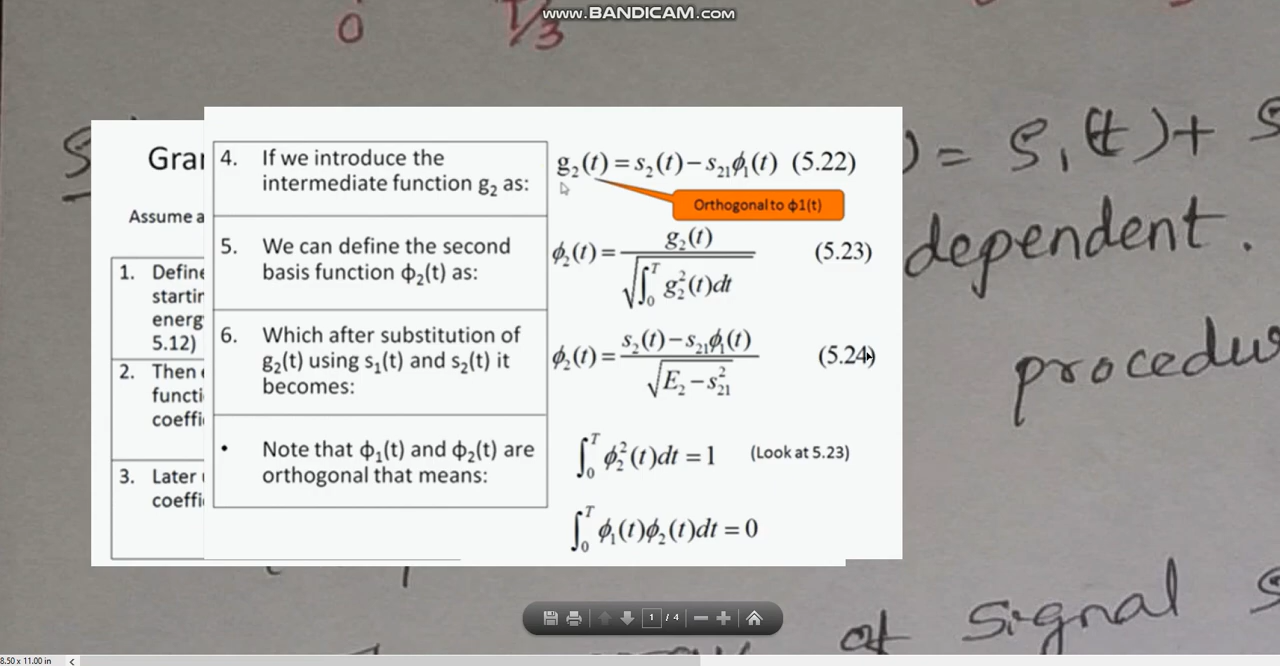 www.BANDICAM.com
0 T/3
) = S₁(t) + S
dependent.
procedu
of signal S
Gra
Assume a
1. Define
startin
energ
5.12)
2. Then
functi
coeffi
3. Later
coeffi
4. If we introduce the
intermediate function g₂ as:
g₂(t) = s₂(t) − s₂₁ϕ₁(t) (5.22)
Orthogonal to ϕ1(t)
5. We can define the second
basis function ϕ₂(t) as:
ϕ₂(t) = g₂(t) / √∫₀ᵀ g₂²(t)dt (5.23)
6. Which after substitution of
g₂(t) using s₁(t) and s₂(t) it
becomes:
ϕ₂(t) = s₂(t) − s₂₁ϕ₁(t) / √E₂ − s₂₁² (5.24)
• Note that ϕ₁(t) and ϕ₂(t) are
orthogonal that means:
∫₀ᵀ ϕ₂²(t)dt = 1 (Look at 5.23)
∫₀ᵀ ϕ₁(t)ϕ₂(t)dt = 0
1 / 4
8.50 x 11.00 in